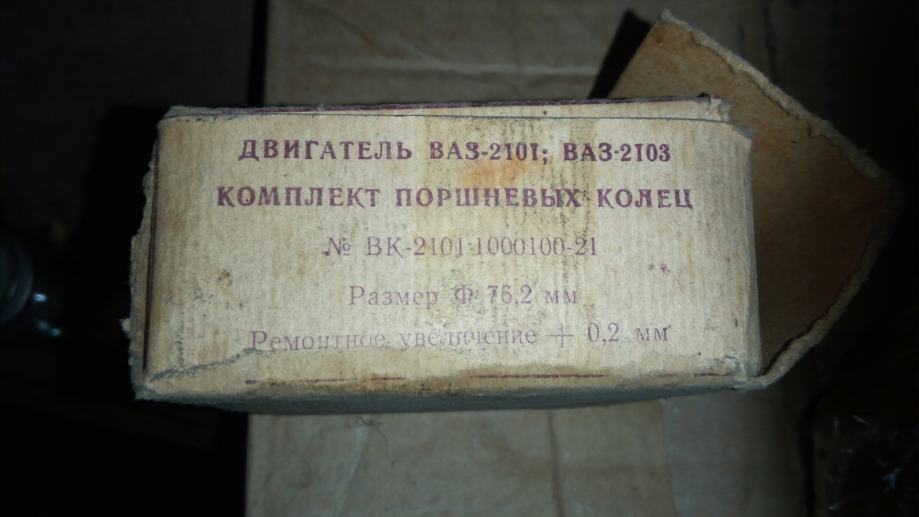 ДВИГАТЕЛЬ ВАЗ-2101; ВАЗ-2103
КОМПЛЕКТ ПОРШНЕВЫХ КОЛЕЦ
№ ВК-2101-1000100-21
Размер Ф 76,2 мм
Ремонтное увеличение + 0,2 мм